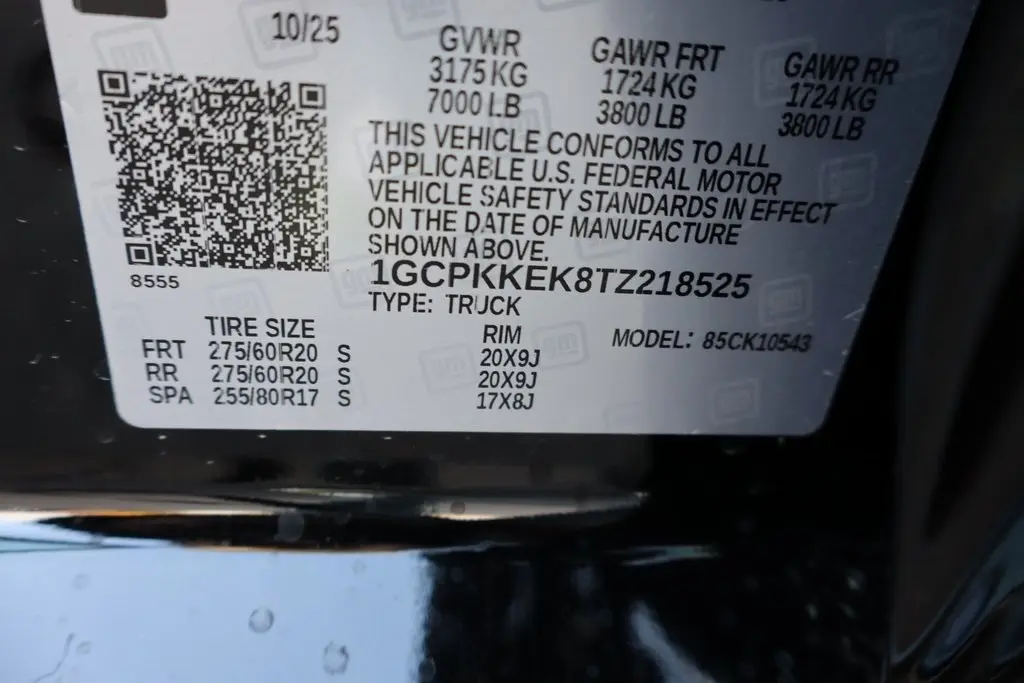 10/25
GVWR
3175 KG
7000 LB
GAWR FRT
1724 KG
3800 LB
GAWR RR
1724 KG
3800 LB
THIS VEHICLE CONFORMS TO ALL
APPLICABLE U.S. FEDERAL MOTOR
VEHICLE SAFETY STANDARDS IN EFFECT
ON THE DATE OF MANUFACTURE
SHOWN ABOVE.
8555
1GCPKKEK8TZ218525
TYPE: TRUCK
TIRE SIZE
RIM
MODEL: 85CK10543
FRT 275/60R20 S 20X9J
RR 275/60R20 S 20X9J
SPA 255/80R17 S 17X8J
gm